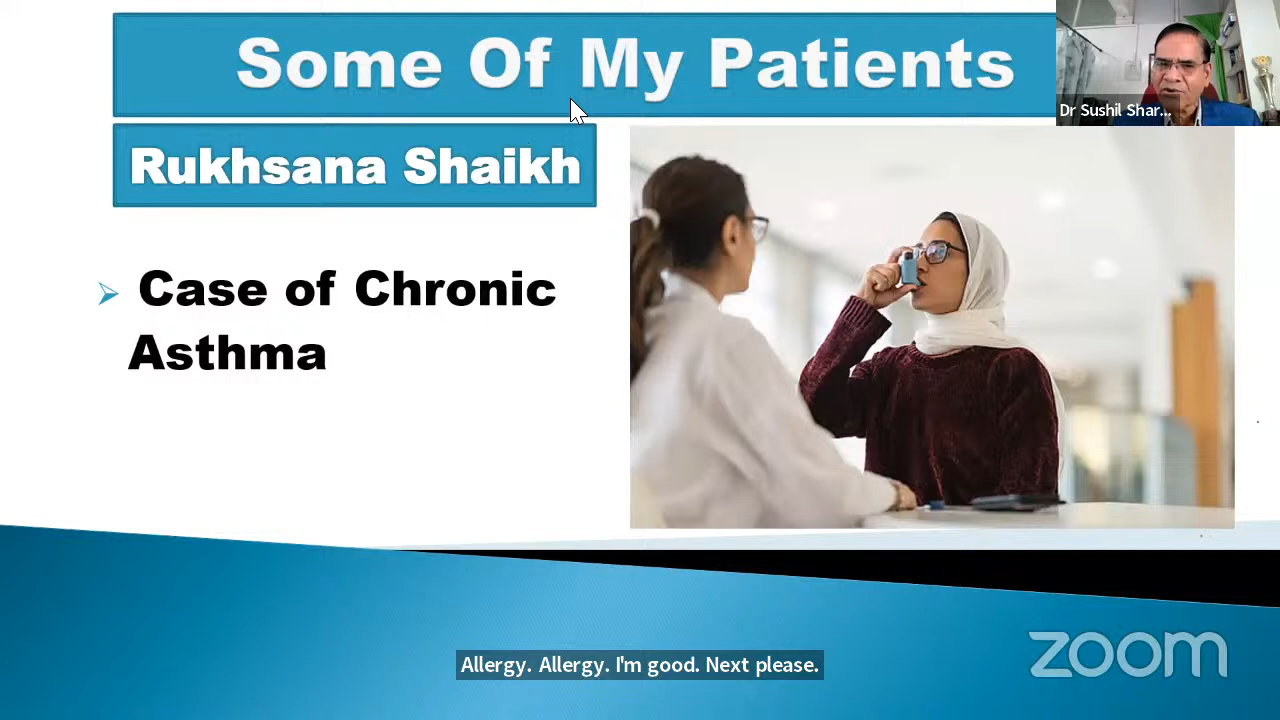 Some Of My Patients
Dr Sushil Shar...
Rukhsana Shaikh
Case of Chronic
Asthma
zoom
Allergy. Allergy. I'm good. Next please.